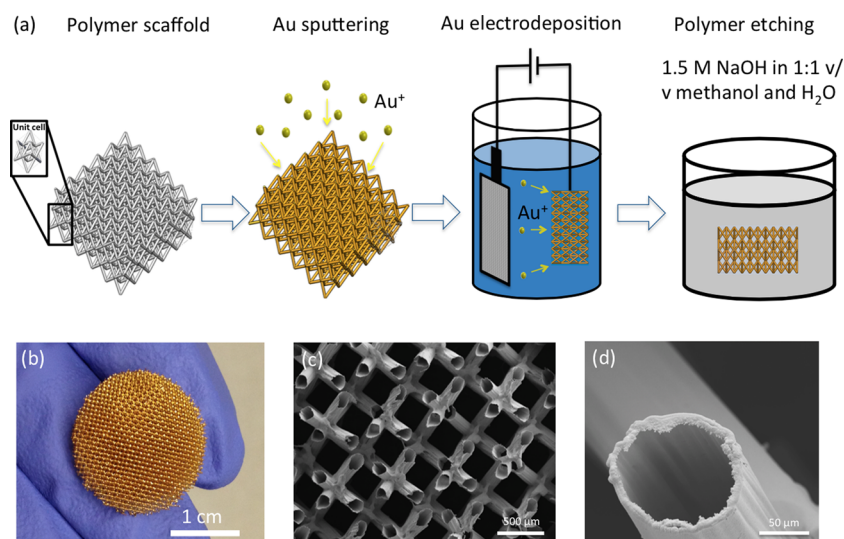 (a)
Polymer scaffold
Au sputtering
Au electrodeposition
Polymer etching
1.5 M NaOH in 1:1 v/
v methanol and H₂O
Unit cell
Au⁺
Au⁺
(b)
1 cm
(c)
500 μm
(d)
50 μm